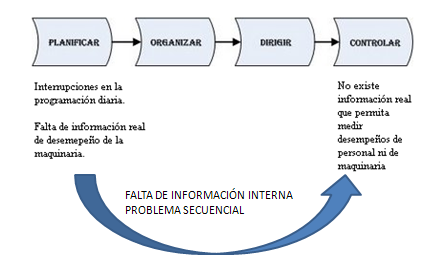 PLANIFICAR
ORGANIZAR
DIRIGIR
CONTROLAR
Interrupciones en la
programación diaria.
Falta de información real
de desemepeño de la
maquinaria.
No existe
información real
que permita
medir
desempeños de
personal ni de
maquinaria
FALTA DE INFORMACIÓN INTERNA
PROBLEMA SECUENCIAL